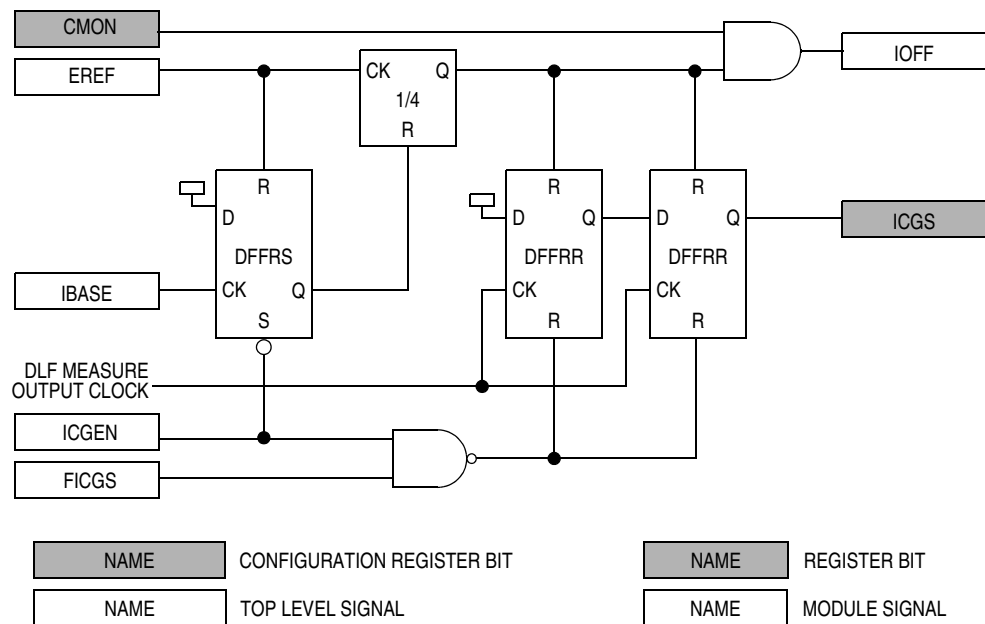 CMON
EREF
IOFF
CK Q
1/4
R
R
D
DFFRS
CK Q
S
R
D Q
DFFRR
CK
R
R
D Q
DFFRR
CK
R
ICGS
IBASE
DLF MEASURE
OUTPUT CLOCK
ICGEN
FICGS
NAME CONFIGURATION REGISTER BIT
NAME REGISTER BIT
NAME TOP LEVEL SIGNAL
NAME MODULE SIGNAL